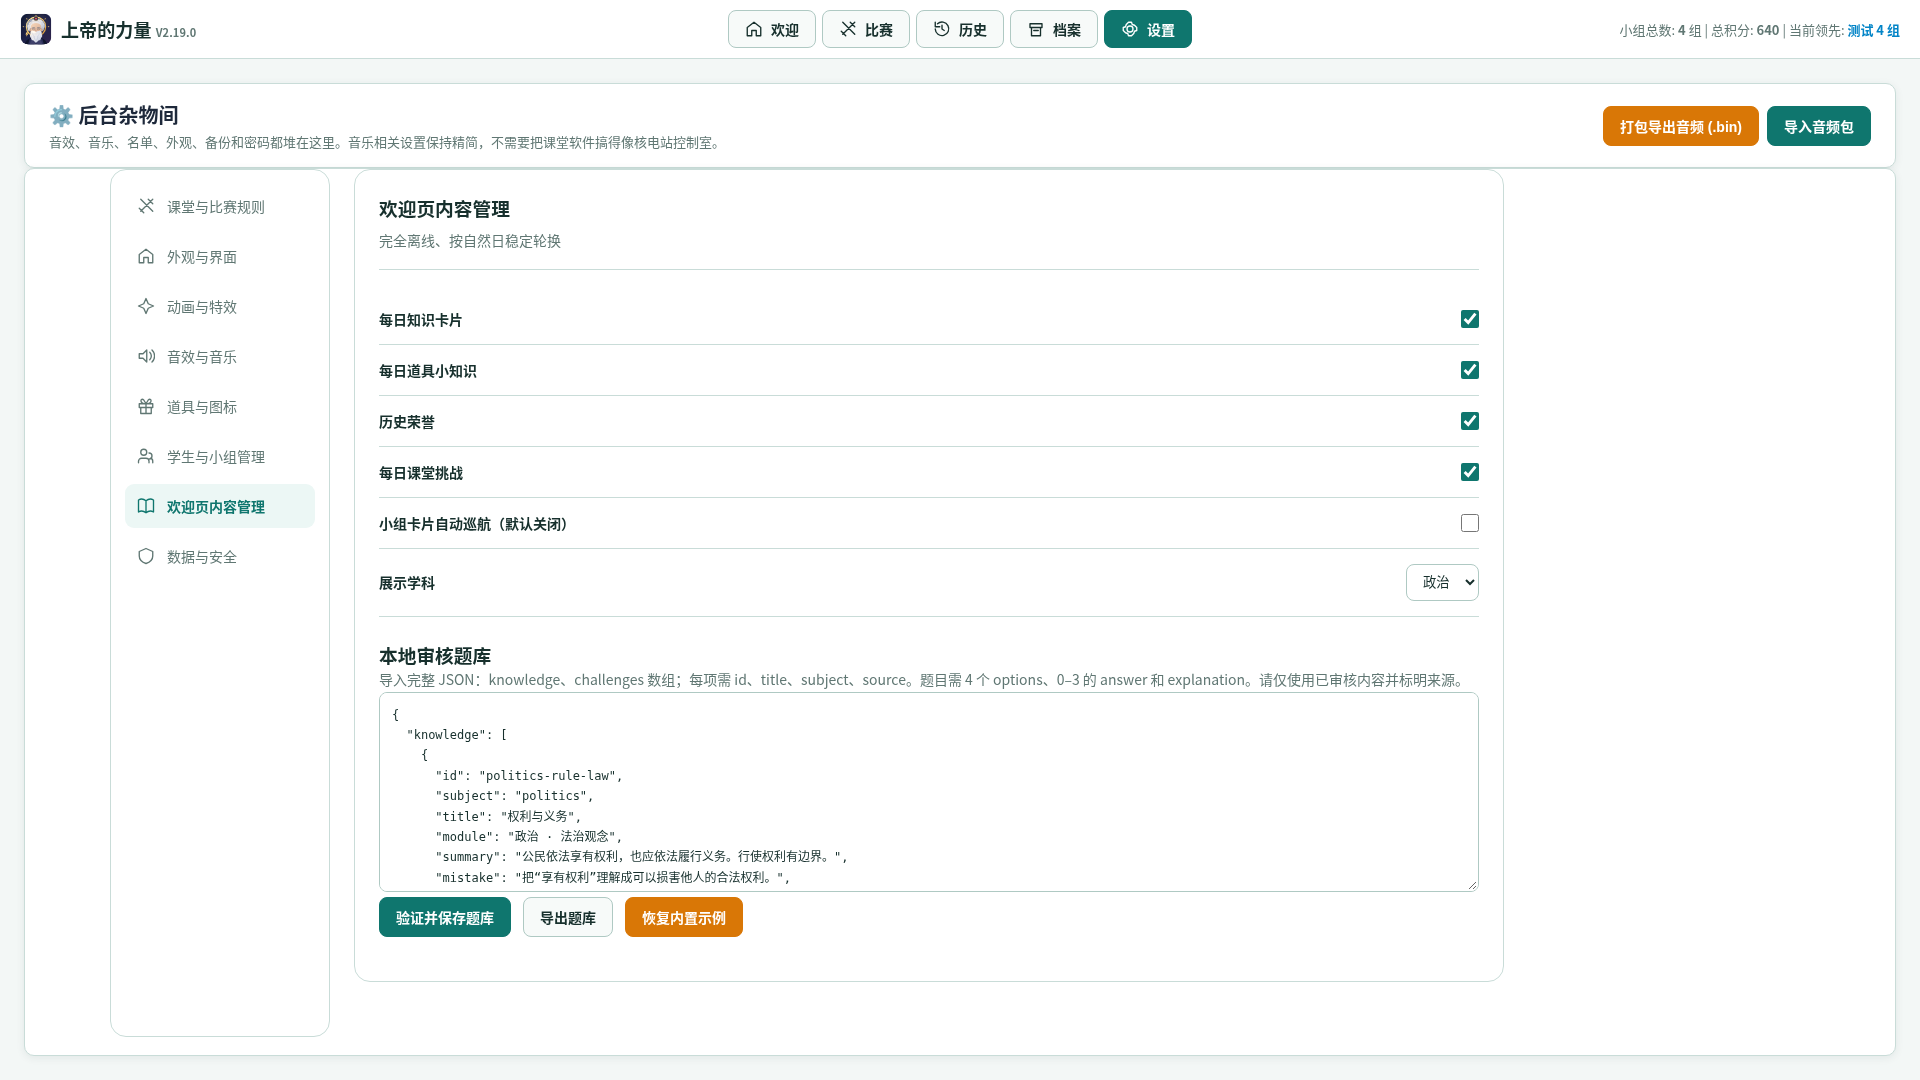 上帝的力量 V2.19.0
欢迎
比赛
历史
档案
设置
小组总数: 4 组 | 总积分: 640 | 当前领先: 测试 4 组
后台杂物间
音效、音乐、名单、外观、备份和密码都堆在这里。音乐相关设置保持精简，不需要把课堂软件搞得像核电站控制室。
打包导出音频 (.bin)
导入音频包
课堂与比赛规则
外观与界面
动画与特效
音效与音乐
道具与图标
学生与小组管理
欢迎页内容管理
数据与安全
欢迎页内容管理
完全离线、按自然日稳定轮换
每日知识卡片
每日道具小知识
历史荣誉
每日课堂挑战
小组卡片自动巡航（默认关闭）
展示学科
政治
本地审核题库
导入完整 JSON：knowledge、challenges 数组；每项需 id、title、subject、source。题目需 4 个 options、0–3 的 answer 和 explanation。请仅使用已审核内容并标明来源。
{
"knowledge": [
{
"id": "politics-rule-law",
"subject": "politics",
"title": "权利与义务",
"module": "政治 · 法治观念",
"summary": "公民依法享有权利，也应依法履行义务。行使权利有边界。",
"mistake": "把“享有权利”理解成可以损害他人的合法权利。",
验证并保存题库
导出题库
恢复内置示例